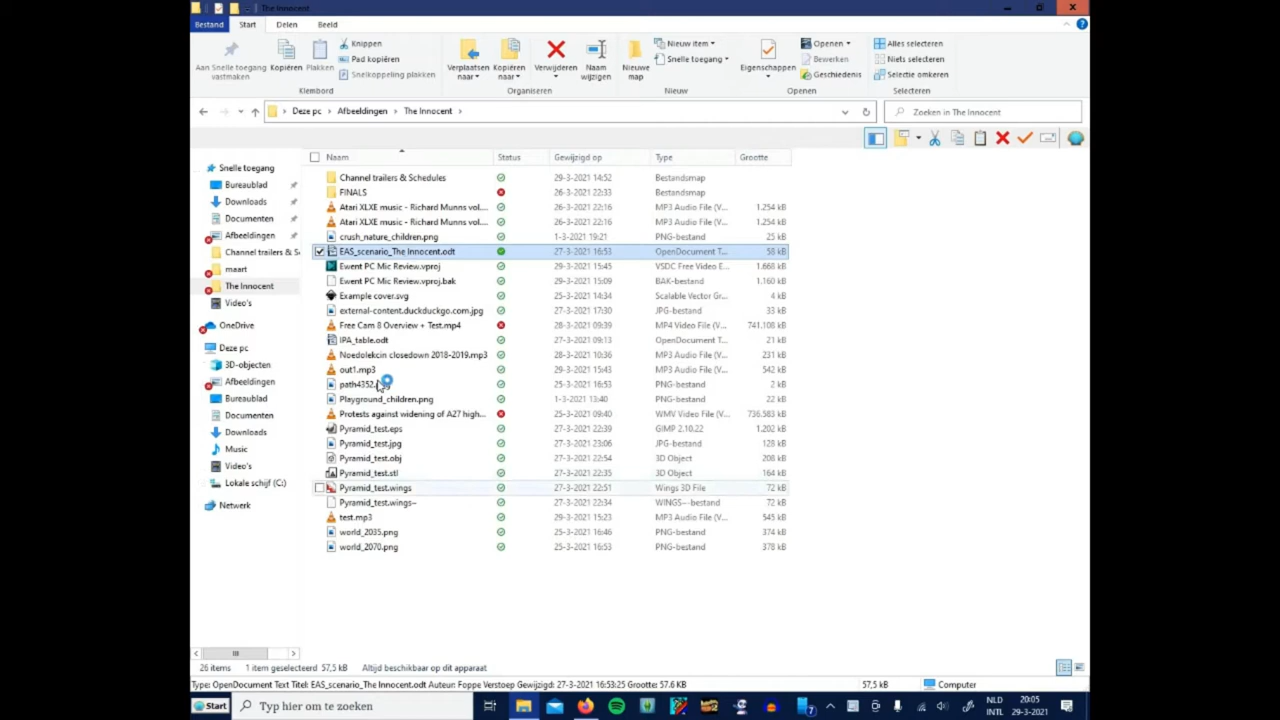 The Innocent
Bestand Start Delen Beeld
Aan Snelle toegang vastmaken
Kopiëren
Plakken
Knippen
Pad kopiëren
Snelkoppeling plakken
Klembord
Verplaatsen naar
Kopiëren naar
Verwijderen
Naam wijzigen
Organiseren
Nieuwe map
Nieuw item
Snelle toegang
Nieuw
Eigenschappen
Openen
Bewerken
Geschiedenis
Openen
Alles selecteren
Niets selecteren
Selectie omkeren
Selecteren
Deze pc > Afbeeldingen > The Innocent >
Zoeken in The Innocent
Snelle toegang
Bureaublad
Downloads
Documenten
Afbeeldingen
Channel trailers & S
maart
The Innocent
Video's
OneDrive
Deze pc
3D-objecten
Afbeeldingen
Bureaublad
Documenten
Downloads
Music
Video's
Lokale schijf (C:)
Netwerk
Naam Status Gewijzigd op Type Grootte
Channel trailers & Schedules 29-3-2021 14:52 Bestandsmap
FINALS 26-3-2021 22:33 Bestandsmap
Atari XLXE music - Richard Munns vol.... 26-3-2021 22:16 MP3 Audio File (V... 1.254 kB
Atari XLXE music - Richard Munns vol.... 26-3-2021 22:16 MP3 Audio File (V... 1.254 kB
crush_nature_children.png 1-3-2021 19:21 PNG-bestand 25 kB
EAS_scenario_The Innocent.odt 27-3-2021 16:53 OpenDocument T... 58 kB
Ewent PC Mic Review.vproj 29-3-2021 15:45 VSDC Free Video E... 1.668 kB
Ewent PC Mic Review.vproj.bak 29-3-2021 15:09 BAK-bestand 1.160 kB
Example cover.svg 25-3-2021 14:34 Scalable Vector Gr... 4 kB
external-content.duckduckgo.com.jpg 27-3-2021 17:30 JPG-bestand 33 kB
Free Cam 8 Overview + Test.mp4 28-3-2021 09:39 MP4 Video File (V... 741.108 kB
IPA_table.odt 27-3-2021 09:13 OpenDocument T... 21 kB
Noedolekcin closedown 2018-2019.mp3 28-3-2021 10:36 MP3 Audio File (V... 231 kB
out1.mp3 29-3-2021 15:43 MP3 Audio File (V... 542 kB
path4352. 25-3-2021 16:53 PNG-bestand 2 kB
Playground_children.png 1-3-2021 13:40 PNG-bestand 22 kB
Protests against widening of A27 high... 25-3-2021 09:40 WMV Video File (V... 736.583 kB
Pyramid_test.eps 27-3-2021 22:39 GIMP 2.10.22 1.202 kB
Pyramid_test.jpg 27-3-2021 23:06 JPG-bestand 128 kB
Pyramid_test.obj 27-3-2021 22:54 3D Object 208 kB
Pyramid_test.stl 27-3-2021 22:35 3D Object 164 kB
Pyramid_test.wings 27-3-2021 22:51 Wings 3D File 72 kB
Pyramid_test.wings~ 27-3-2021 22:34 WINGS~-bestand 72 kB
test.mp3 29-3-2021 15:23 MP3 Audio File (V... 545 kB
world_2035.png 25-3-2021 16:46 PNG-bestand 374 kB
world_2070.png 25-3-2021 16:53 PNG-bestand 378 kB
26 items 1 item geselecteerd 57,5 kB Altijd beschikbaar op dit apparaat
Type: OpenDocument Text Titel: EAS_scenario_The Innocent.odt Auteur: Foppe Verstoep Gewijzigd: 27-3-2021 16:53:25 Grootte: 57.6 KB 57,5 kB Computer
Start Typ hier om te zoeken 7 NLD 20:05
INTL 29-3-2021